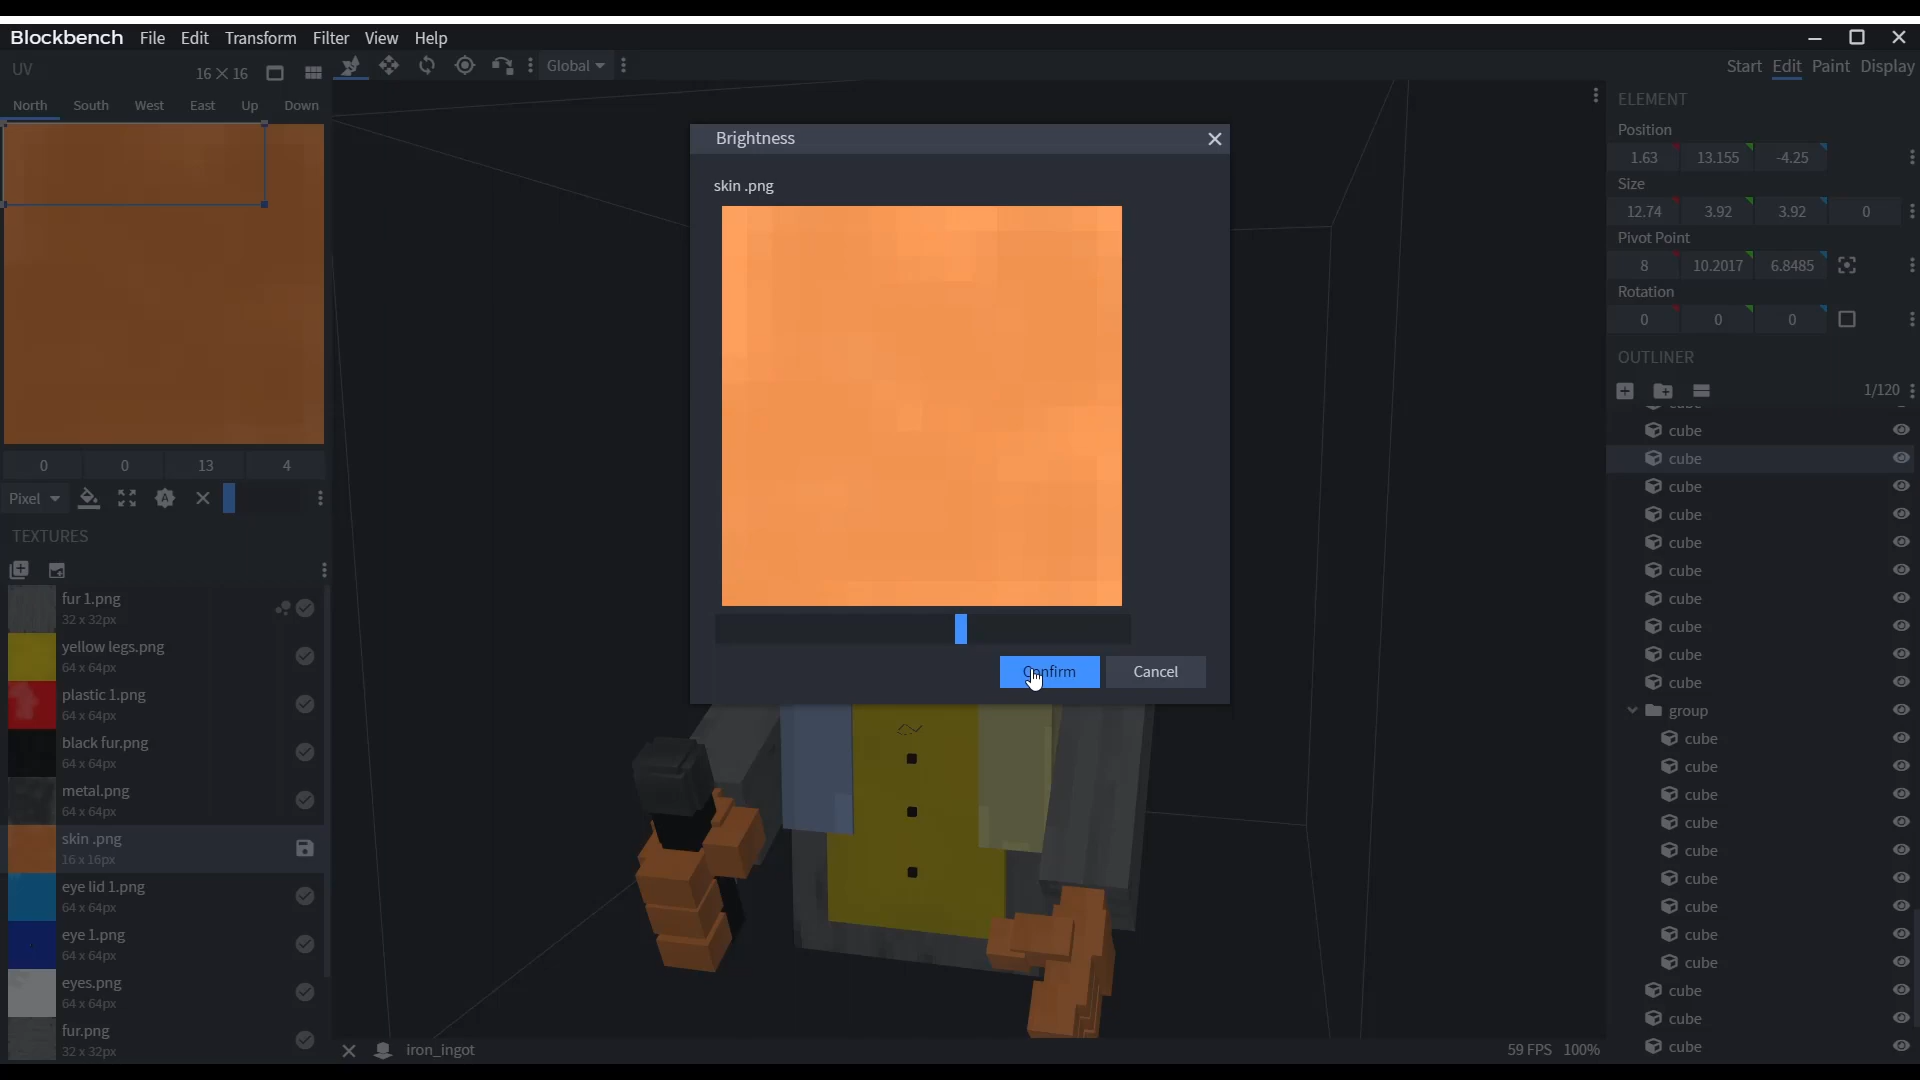 Blockbench File Edit Transform Filter View Help
UV 16×16 Global Start Edit Paint Display
North South West East Up Down
ELEMENT
Position
1.63 13.155 -4.25
Size
12.74 3.92 3.92 0
Pivot Point
8 10.2017 6.8485
Rotation
0 0 0
OUTLINER
1/120
cube
cube
cube
cube
cube
cube
cube
cube
cube
cube
cube
group
cube
cube
cube
cube
cube
cube
cube
cube
cube
cube
cube
cube
Brightness
skin .png
Confirm Cancel
0 0 13 4
Pixel
TEXTURES
fur 1.png
32 x 32px
yellow legs.png
64 x 64px
plastic 1.png
64 x 64px
black fur.png
64 x 64px
metal.png
64 x 64px
skin .png
16 x 16px
eye lid 1.png
64 x 64px
eye 1.png
64 x 64px
eyes.png
64 x 64px
fur.png
32 x 32px
iron_ingot
59 FPS 100%